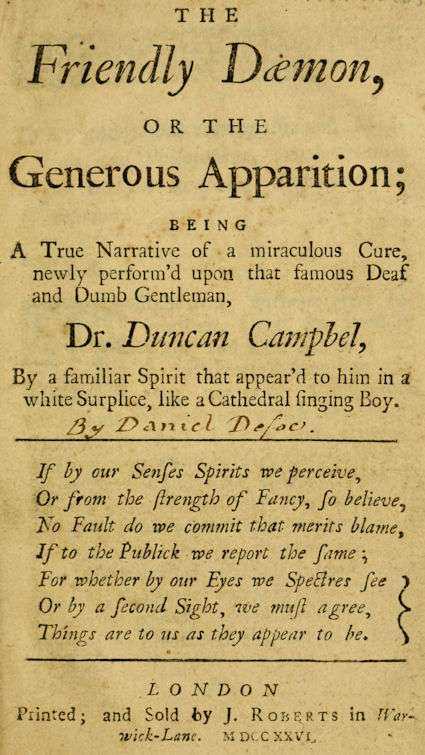 THE
Friendly Dæmon,
OR THE
Generous Apparition;
BEING
A True Narrative of a miraculous Cure,
newly perform'd upon that famous Deaf
and Dumb Gentleman,
Dr. Duncan Campbel,
By a familiar Spirit that appear'd to him in a
white Surplice, like a Cathedral ſinging Boy.
By Daniel Defoe.
If by our Senſes Spirits we perceive,
Or from the ſtrength of Fancy, ſo believe,
No Fault do we commit that merits blame,
If to the Publick we report the ſame;
For whether by our Eyes we Spectres ſee
Or by a ſecond Sight, we muſt agree,
Things are to us as they appear to be.
LONDON
Printed; and Sold by J. ROBERTS in War-
wick-Lane. MDCCXXVI.